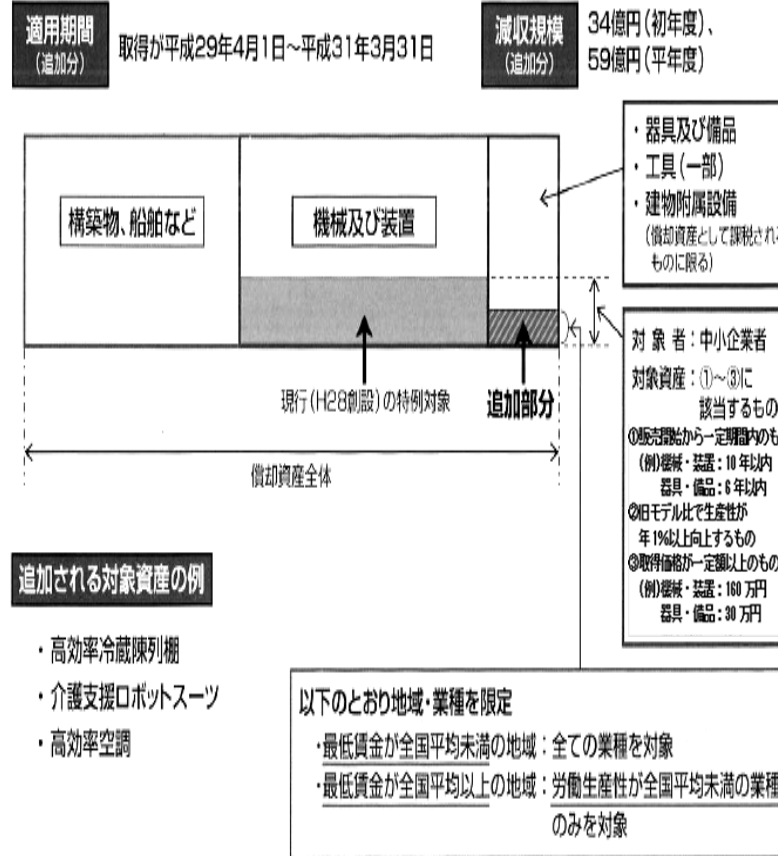 適用期間
(追加分)
取得が平成29年4月1日～平成31年3月31日
減収規模
(追加分)
34億円(初年度)、
59億円(平年度)
・器具及び備品
・工具(一部)
・建物附属設備
(償却資産として課税される
ものに限る)
構築物、船舶など
機械及び装置
対 象 者：中小企業者
対象資産：①～③に
該当するもの
①販売開始から一定期間内のも
(例)機械・装置：10年以内
器具・備品：6年以内
②旧モデル比で生産性が
年1%以上向上するもの
③取得価格が一定額以上のもの
(例)機械・装置：160万円
器具・備品：30万円
現行(H28創設)の特例対象
追加部分
償却資産全体
追加される対象資産の例
・高効率冷蔵陳列棚
・介護支援ロボットスーツ
・高効率空調
以下のとおり地域・業種を限定
・最低賃金が全国平均未満の地域：全ての業種を対象
・最低賃金が全国平均以上の地域：労働生産性が全国平均未満の業種
のみを対象